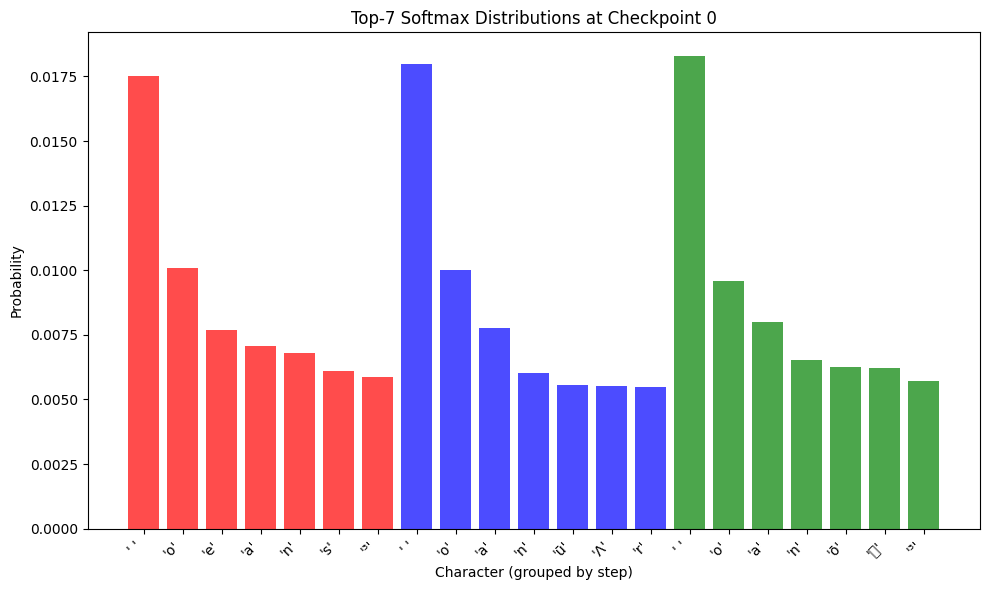 Top-7 Softmax Distributions at Checkpoint 0
Probability
0.0175
0.0150
0.0125
0.0100
0.0075
0.0050
0.0025
0.0000
' ' 'o' 'e' 'a' 'n' 's' ' ' 'o' 'a' 'n' 'ū' 'Λ' 'r' ' ' 'o' 'a' 'n' 'ð'
Character (grouped by step)